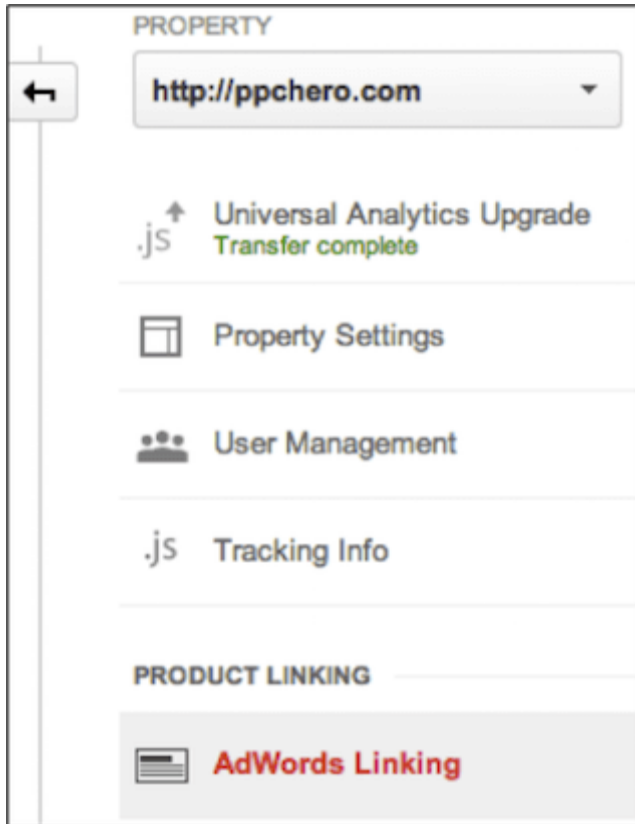 PROPERTY
http://ppchero.com
.js
Universal Analytics Upgrade
Transfer complete
Property Settings
User Management
.js
Tracking Info
PRODUCT LINKING
AdWords Linking